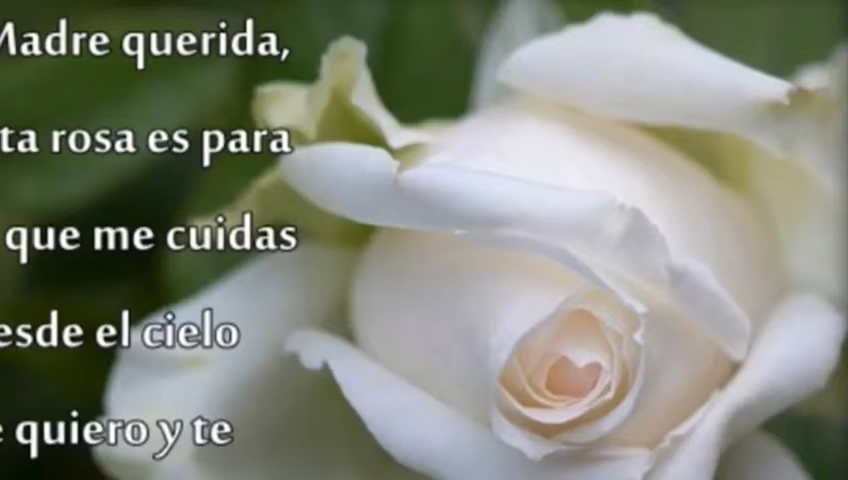 Madre querida,
ta rosa es para
que me cuidas
esde el cielo
e quiero y te